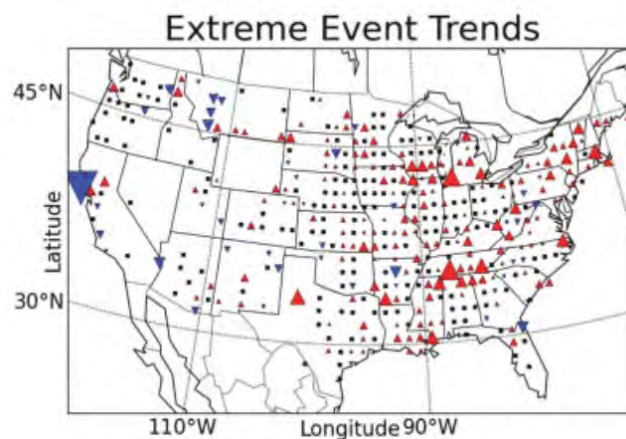 Extreme Event Trends
45°N
Latitude
30°N
110°W
Longitude
90°W